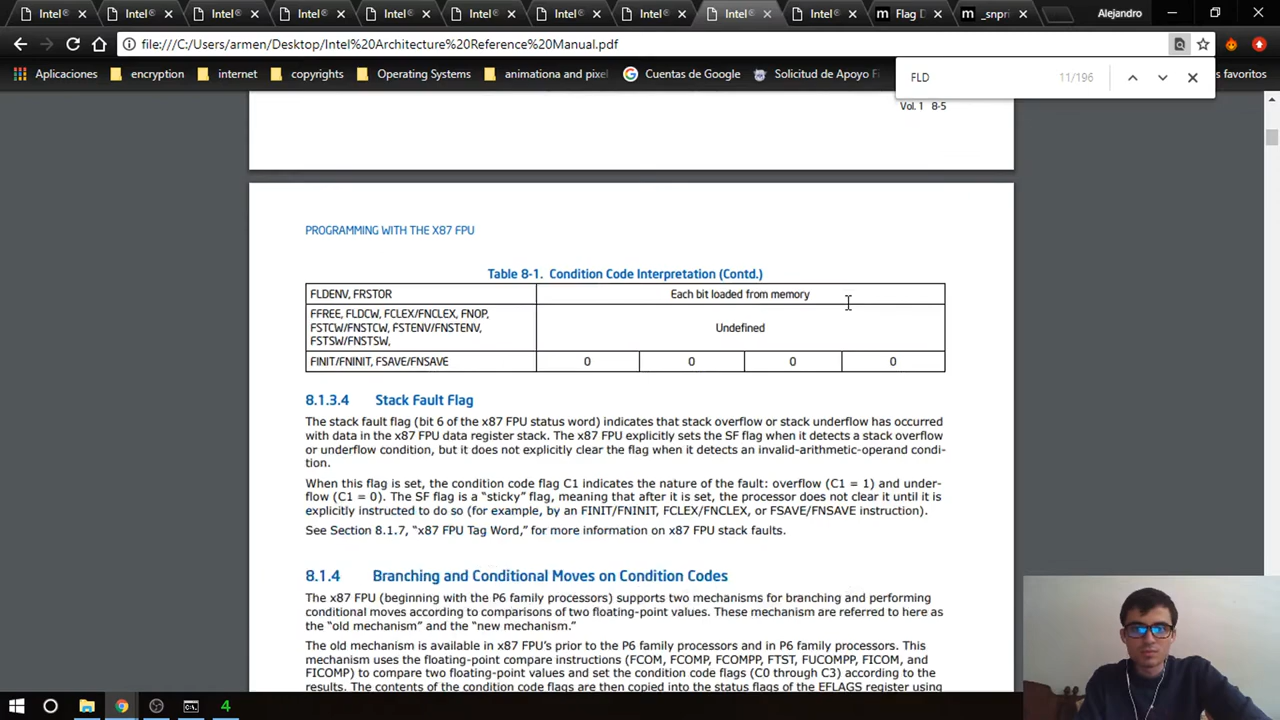 Intel®
Intel®
Intel®
Intel®
Intel®
Intel®
Intel®
Intel®
Intel®
Intel®
Flag D
_snpri
Alejandro
file:///C:/Users/armen/Desktop/Intel%20Architecture%20Reference%20Manual.pdf
Aplicaciones
encryption
internet
copyrights
Operating Systems
animationa and pixel
Cuentas de Google
Solicitud de Apoyo Fi
s favoritos
FLD
11/196
Vol. 1 8-5
PROGRAMMING WITH THE X87 FPU
Table 8-1. Condition Code Interpretation (Contd.)
FLDENV, FRSTOR
Each bit loaded from memory
FFREE, FLDCW, FCLEX/FNCLEX, FNOP,
FSTCW/FNSTCW, FSTENV/FNSTENV,
FSTSW/FNSTSW,
Undefined
FINIT/FNINIT, FSAVE/FNSAVE
0
0
0
0
8.1.3.4 Stack Fault Flag
The stack fault flag (bit 6 of the x87 FPU status word) indicates that stack overflow or stack underflow has occurred
with data in the x87 FPU data register stack. The x87 FPU explicitly sets the SF flag when it detects a stack overflow
or underflow condition, but it does not explicitly clear the flag when it detects an invalid-arithmetic-operand condi-
tion.
When this flag is set, the condition code flag C1 indicates the nature of the fault: overflow (C1 = 1) and under-
flow (C1 = 0). The SF flag is a “sticky” flag, meaning that after it is set, the processor does not clear it until it is
explicitly instructed to do so (for example, by an FINIT/FNINIT, FCLEX/FNCLEX, or FSAVE/FNSAVE instruction).
See Section 8.1.7, “x87 FPU Tag Word,” for more information on x87 FPU stack faults.
8.1.4 Branching and Conditional Moves on Condition Codes
The x87 FPU (beginning with the P6 family processors) supports two mechanisms for branching and performing
conditional moves according to comparisons of two floating-point values. These mechanism are referred to here as
the “old mechanism” and the “new mechanism.”
The old mechanism is available in x87 FPU’s prior to the P6 family processors and in P6 family processors. This
mechanism uses the floating-point compare instructions (FCOM, FCOMP, FCOMPP, FTST, FUCOMPP, FICOM, and
FICOMP) to compare two floating-point values and set the condition code flags (C0 through C3) according to the
results. The contents of the condition code flags are then copied into the status flags of the EFLAGS register using
4